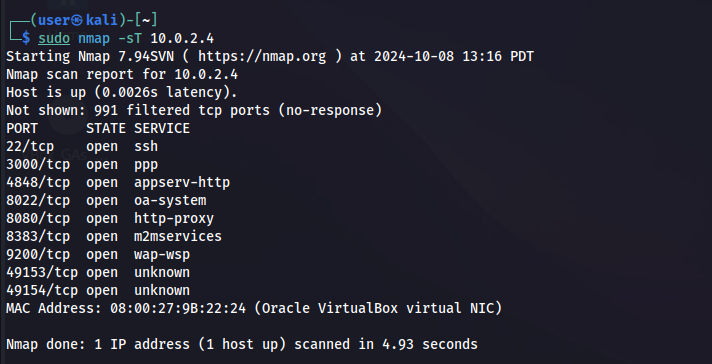 ┌──(user㉿kali)-[~]
└─$ sudo nmap -sT 10.0.2.4
Starting Nmap 7.94SVN ( https://nmap.org ) at 2024-10-08 13:16 PDT
Nmap scan report for 10.0.2.4
Host is up (0.0026s latency).
Not shown: 991 filtered tcp ports (no-response)
PORT      STATE SERVICE
22/tcp    open  ssh
3000/tcp  open  ppp
4848/tcp  open  appserv-http
8022/tcp  open  oa-system
8080/tcp  open  http-proxy
8383/tcp  open  m2mservices
9200/tcp  open  wap-wsp
49153/tcp open  unknown
49154/tcp open  unknown
MAC Address: 08:00:27:9B:22:24 (Oracle VirtualBox virtual NIC)

Nmap done: 1 IP address (1 host up) scanned in 4.93 seconds